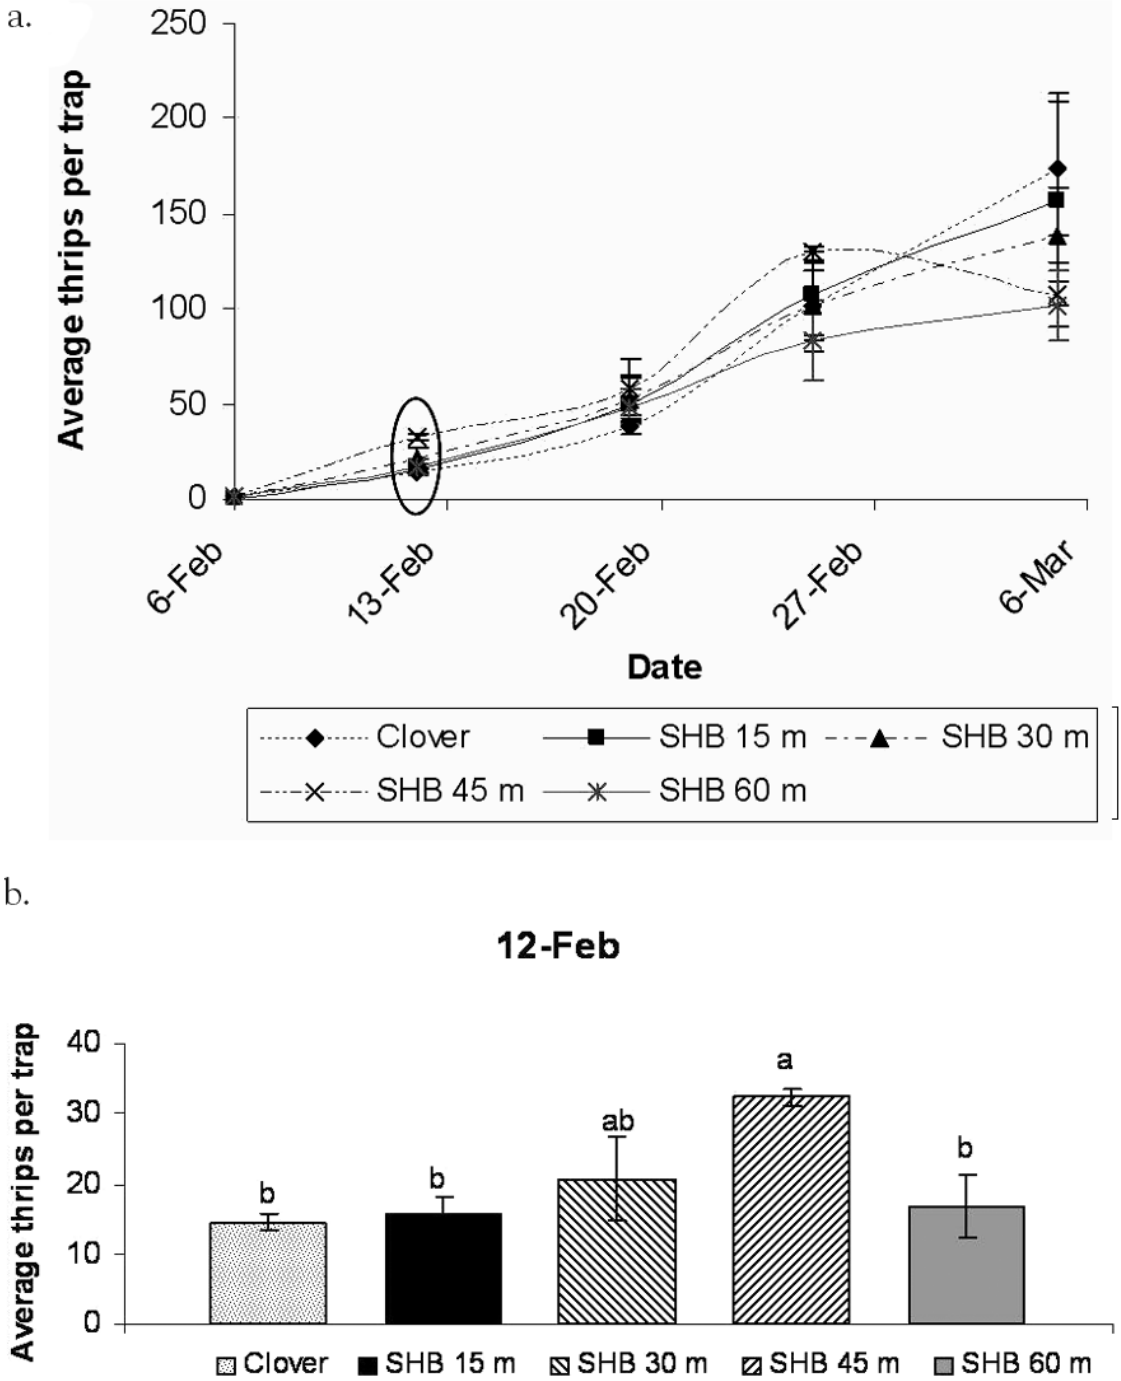 a.
250
200
150
100
50
0
Average thrips per trap
6-Feb
13-Feb
20-Feb
27-Feb
6-Mar
Date
Clover
SHB 15 m
SHB 30 m
SHB 45 m
SHB 60 m
b.
12-Feb
40
30
20
10
0
Average thrips per trap
b
b
ab
a
b
Clover
SHB 15 m
SHB 30 m
SHB 45 m
SHB 60 m